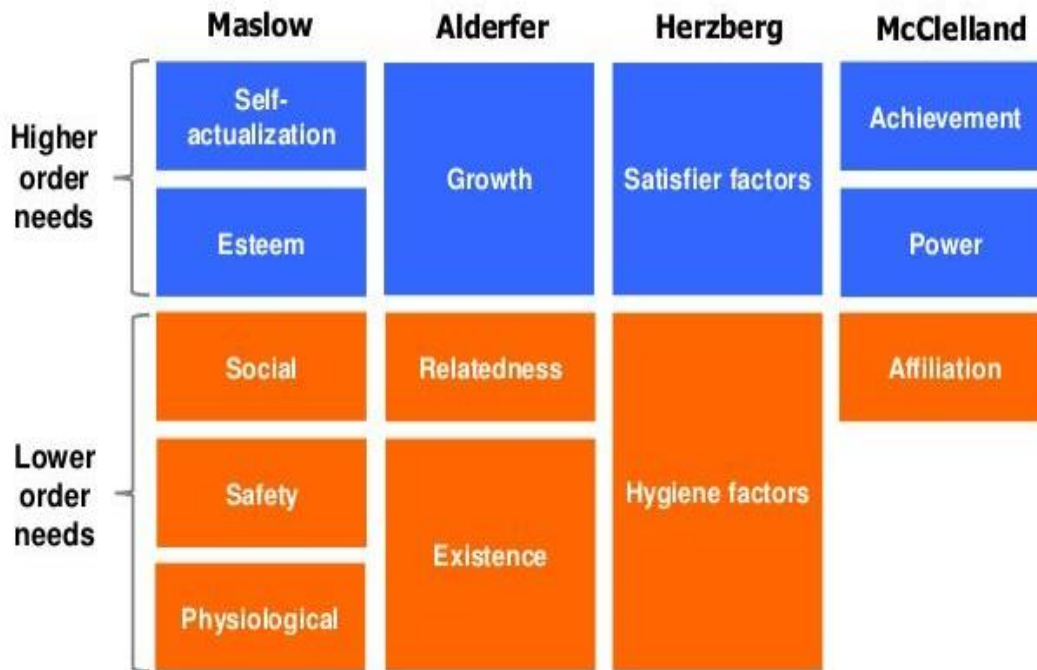 Maslow
Alderfer
Herzberg
McClelland
Higher
order
needs
Self-
actualization
Growth
Satisfier factors
Achievement
Esteem
Power
Lower
order
needs
Social
Relatedness
Hygiene factors
Affiliation
Safety
Existence
Physiological